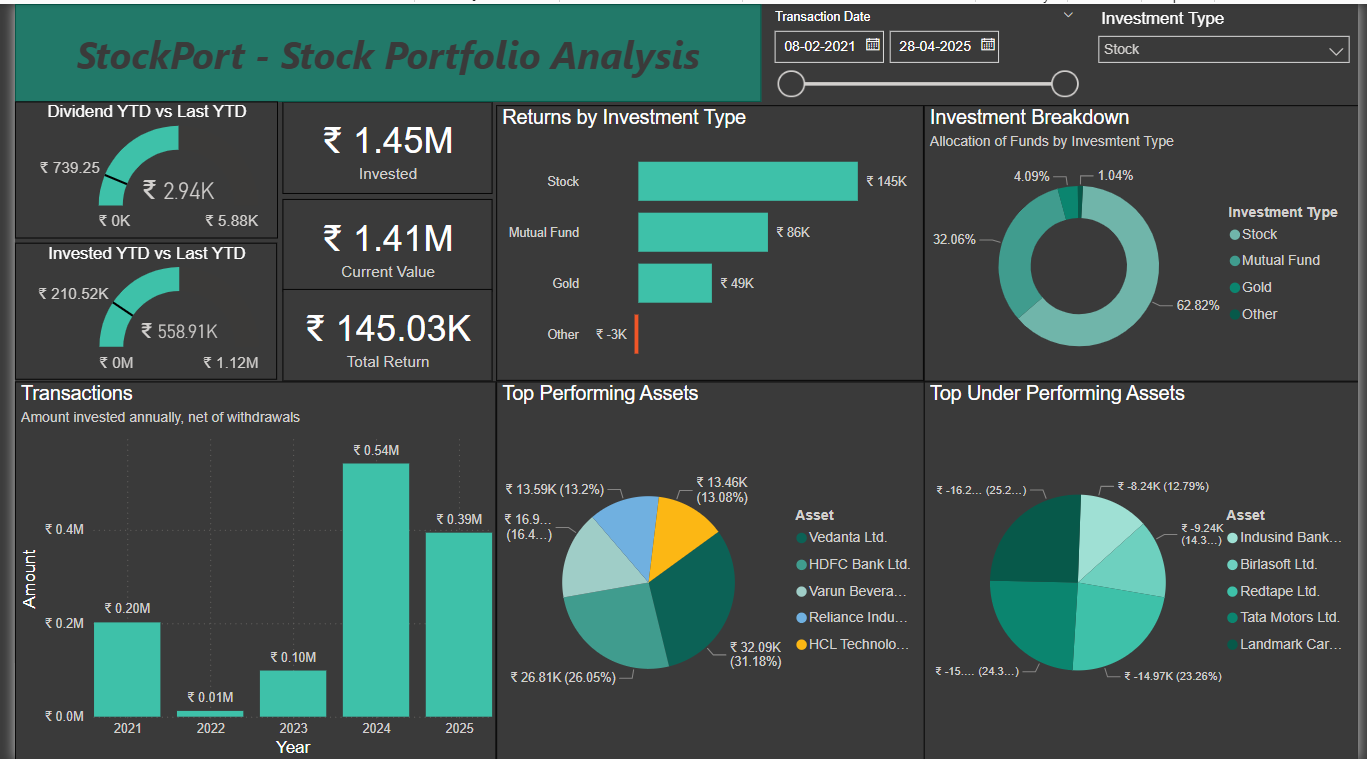 StockPort - Stock Portfolio Analysis
Transaction Date
08-02-2021
28-04-2025
Investment Type
Stock
Dividend YTD vs Last YTD
₹ 739.25
₹ 2.94K
₹ 0K
₹ 5.88K
Invested YTD vs Last YTD
₹ 210.52K
₹ 558.91K
₹ 0M
₹ 1.12M
₹ 1.45M
Invested
₹ 1.41M
Current Value
₹ 145.03K
Total Return
Returns by Investment Type
Stock
₹ 145K
Mutual Fund
₹ 86K
Gold
₹ 49K
Other
₹ -3K
Investment Breakdown
Allocation of Funds by Invesmtent Type
4.09%
1.04%
32.06%
62.82%
Investment Type
Stock
Mutual Fund
Gold
Other
Transactions
Amount invested annually, net of withdrawals
Amount
₹ 0.4M
₹ 0.2M
₹ 0.0M
₹ 0.20M
₹ 0.01M
₹ 0.10M
₹ 0.54M
₹ 0.39M
2021
2022
2023
2024
2025
Year
Top Performing Assets
₹ 13.59K (13.2%)
₹ 13.46K
(13.08%)
₹ 16.9...
(16.4...)
₹ 32.09K
(31.18%)
₹ 26.81K (26.05%)
Asset
Vedanta Ltd.
HDFC Bank Ltd.
Varun Bevera...
Reliance Indu...
HCL Technolo...
Top Under Performing Assets
₹ -16.2... (25.2...)
₹ -8.24K (12.79%)
₹ -9.24K
(14.3...)
₹ -15.... (24.3...)
₹ -14.97K (23.26%)
Asset
Indusind Bank...
Birlasoft Ltd.
Redtape Ltd.
Tata Motors Ltd.
Landmark Car...